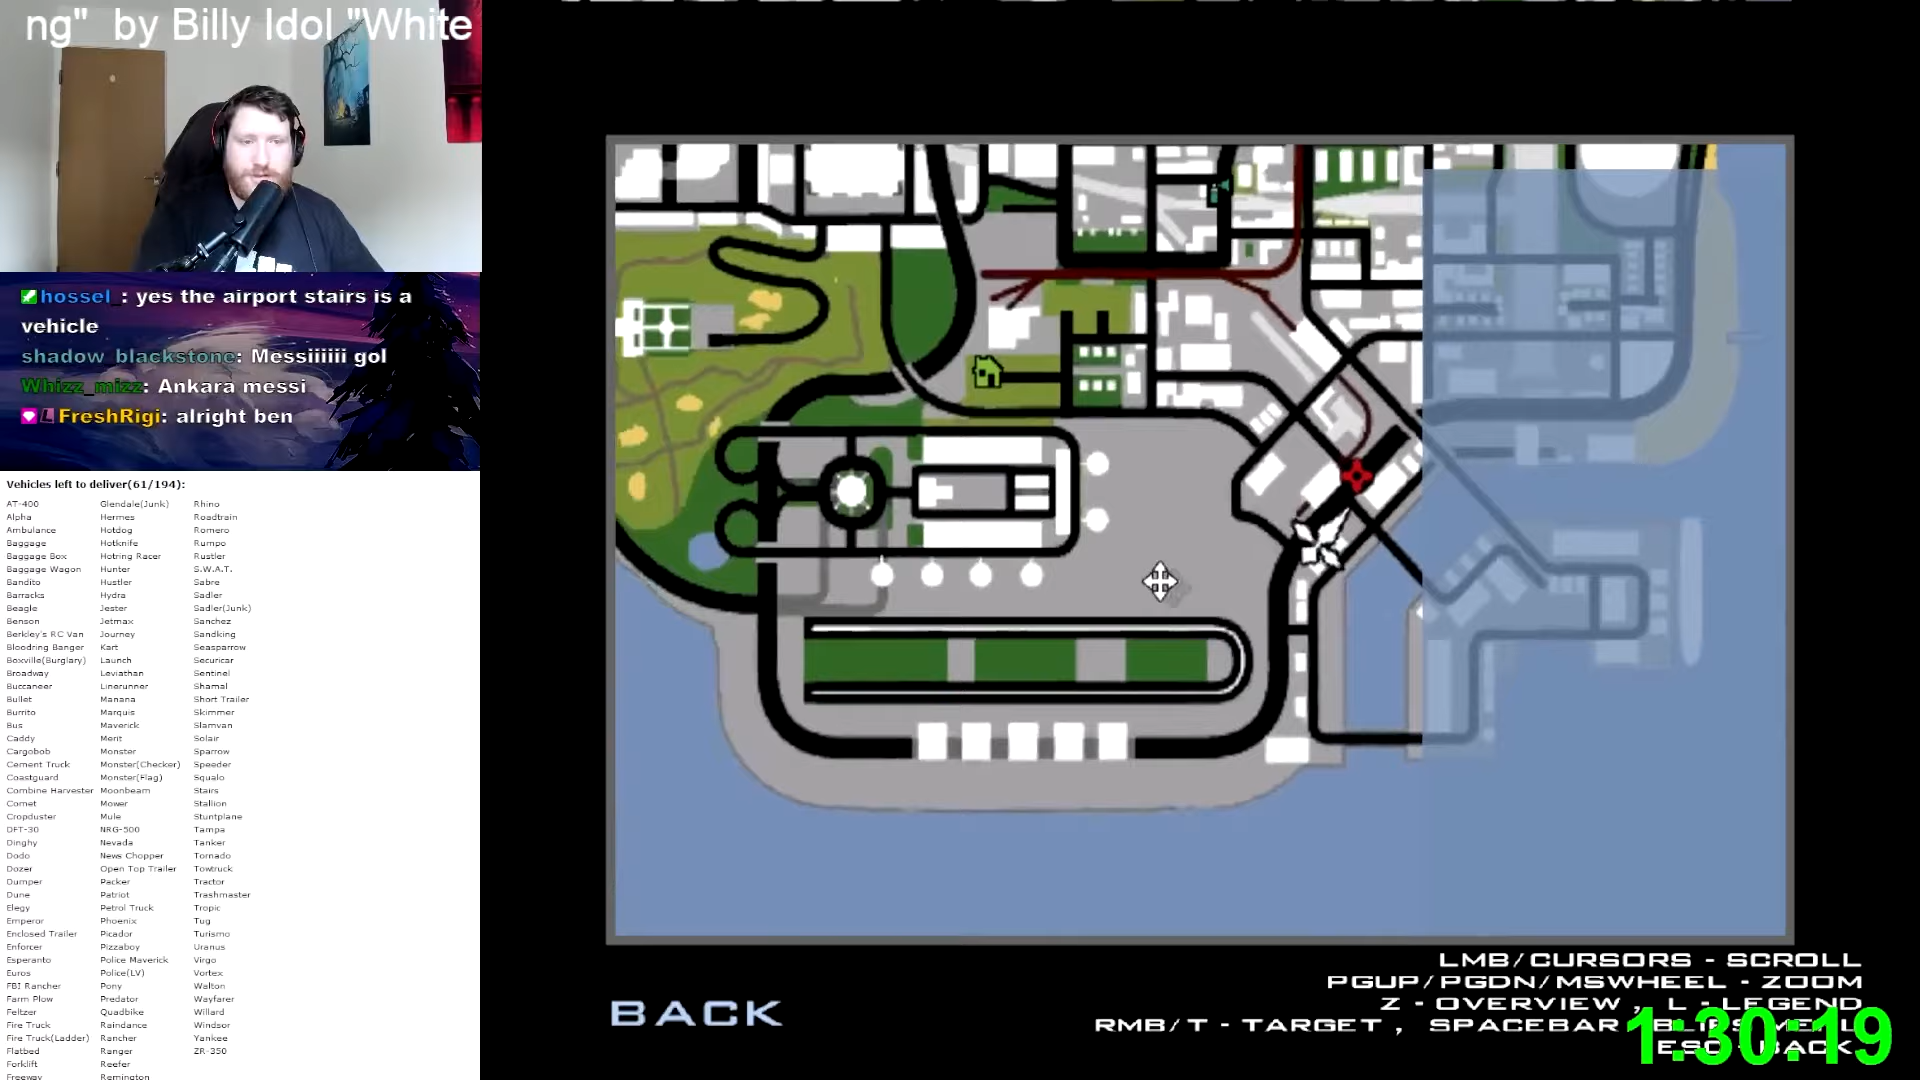 ng"  by Billy Idol "White
hossel_: yes the airport stairs is a
vehicle
shadow_blackstone: Messiiiiii gol
Whizz_mizz: Ankara messi
FreshRigi: alright ben
Vehicles left to deliver(61/194):
AT-400 Glendale(Junk) Rhino
Alpha Hermes Roadtrain
Ambulance Hotdog Romero
Baggage Hotknife Rumpo
Baggage Box Hotring Racer Rustler
Baggage Wagon Hunter S.W.A.T.
Bandito Hustler Sabre
Barracks Hydra Sadler
Beagle Jester Sadler(Junk)
Benson Jetmax Sanchez
Berkley's RC Van Journey Sandking
Bloodring Banger Kart Seasparrow
Boxville(Burglary) Launch Securicar
Broadway Leviathan Sentinel
Buccaneer Linerunner Shamal
Bullet Manana Short Trailer
Burrito Marquis Skimmer
Bus Maverick Slamvan
Caddy Merit Solair
Cargobob Monster Sparrow
Cement Truck Monster(Checker) Speeder
Coastguard Monster(Flag) Squalo
Combine Harvester Moonbeam Stairs
Comet Mower Stallion
Cropduster Mule Stuntplane
DFT-30 NRG-500 Tampa
Dinghy Nevada Tanker
Dodo News Chopper Tornado
Dozer Open Top Trailer Towtruck
Dumper Packer Tractor
Dune Patriot Trashmaster
Elegy Petrol Truck Tropic
Emperor Phoenix Tug
Enclosed Trailer Picador Turismo
Enforcer Pizzaboy Uranus
Esperanto Police Maverick Virgo
Euros Police(LV) Vortex
FBI Rancher Pony Walton
Farm Plow Predator Wayfarer
Feltzer Quadbike Willard
Fire Truck Raindance Windsor
Fire Truck(Ladder) Rancher Yankee
Flatbed Ranger ZR-350
Forklift Reefer
Freeway Remington
LMB/CURSORS - SCROLL
PGUP/PGDN/MSWHEEL - ZOOM
Z - OVERVIEW , L - LEGEND
RMB/T - TARGET , SPACEBAR
ESC - BACK
BACK
1:30:19